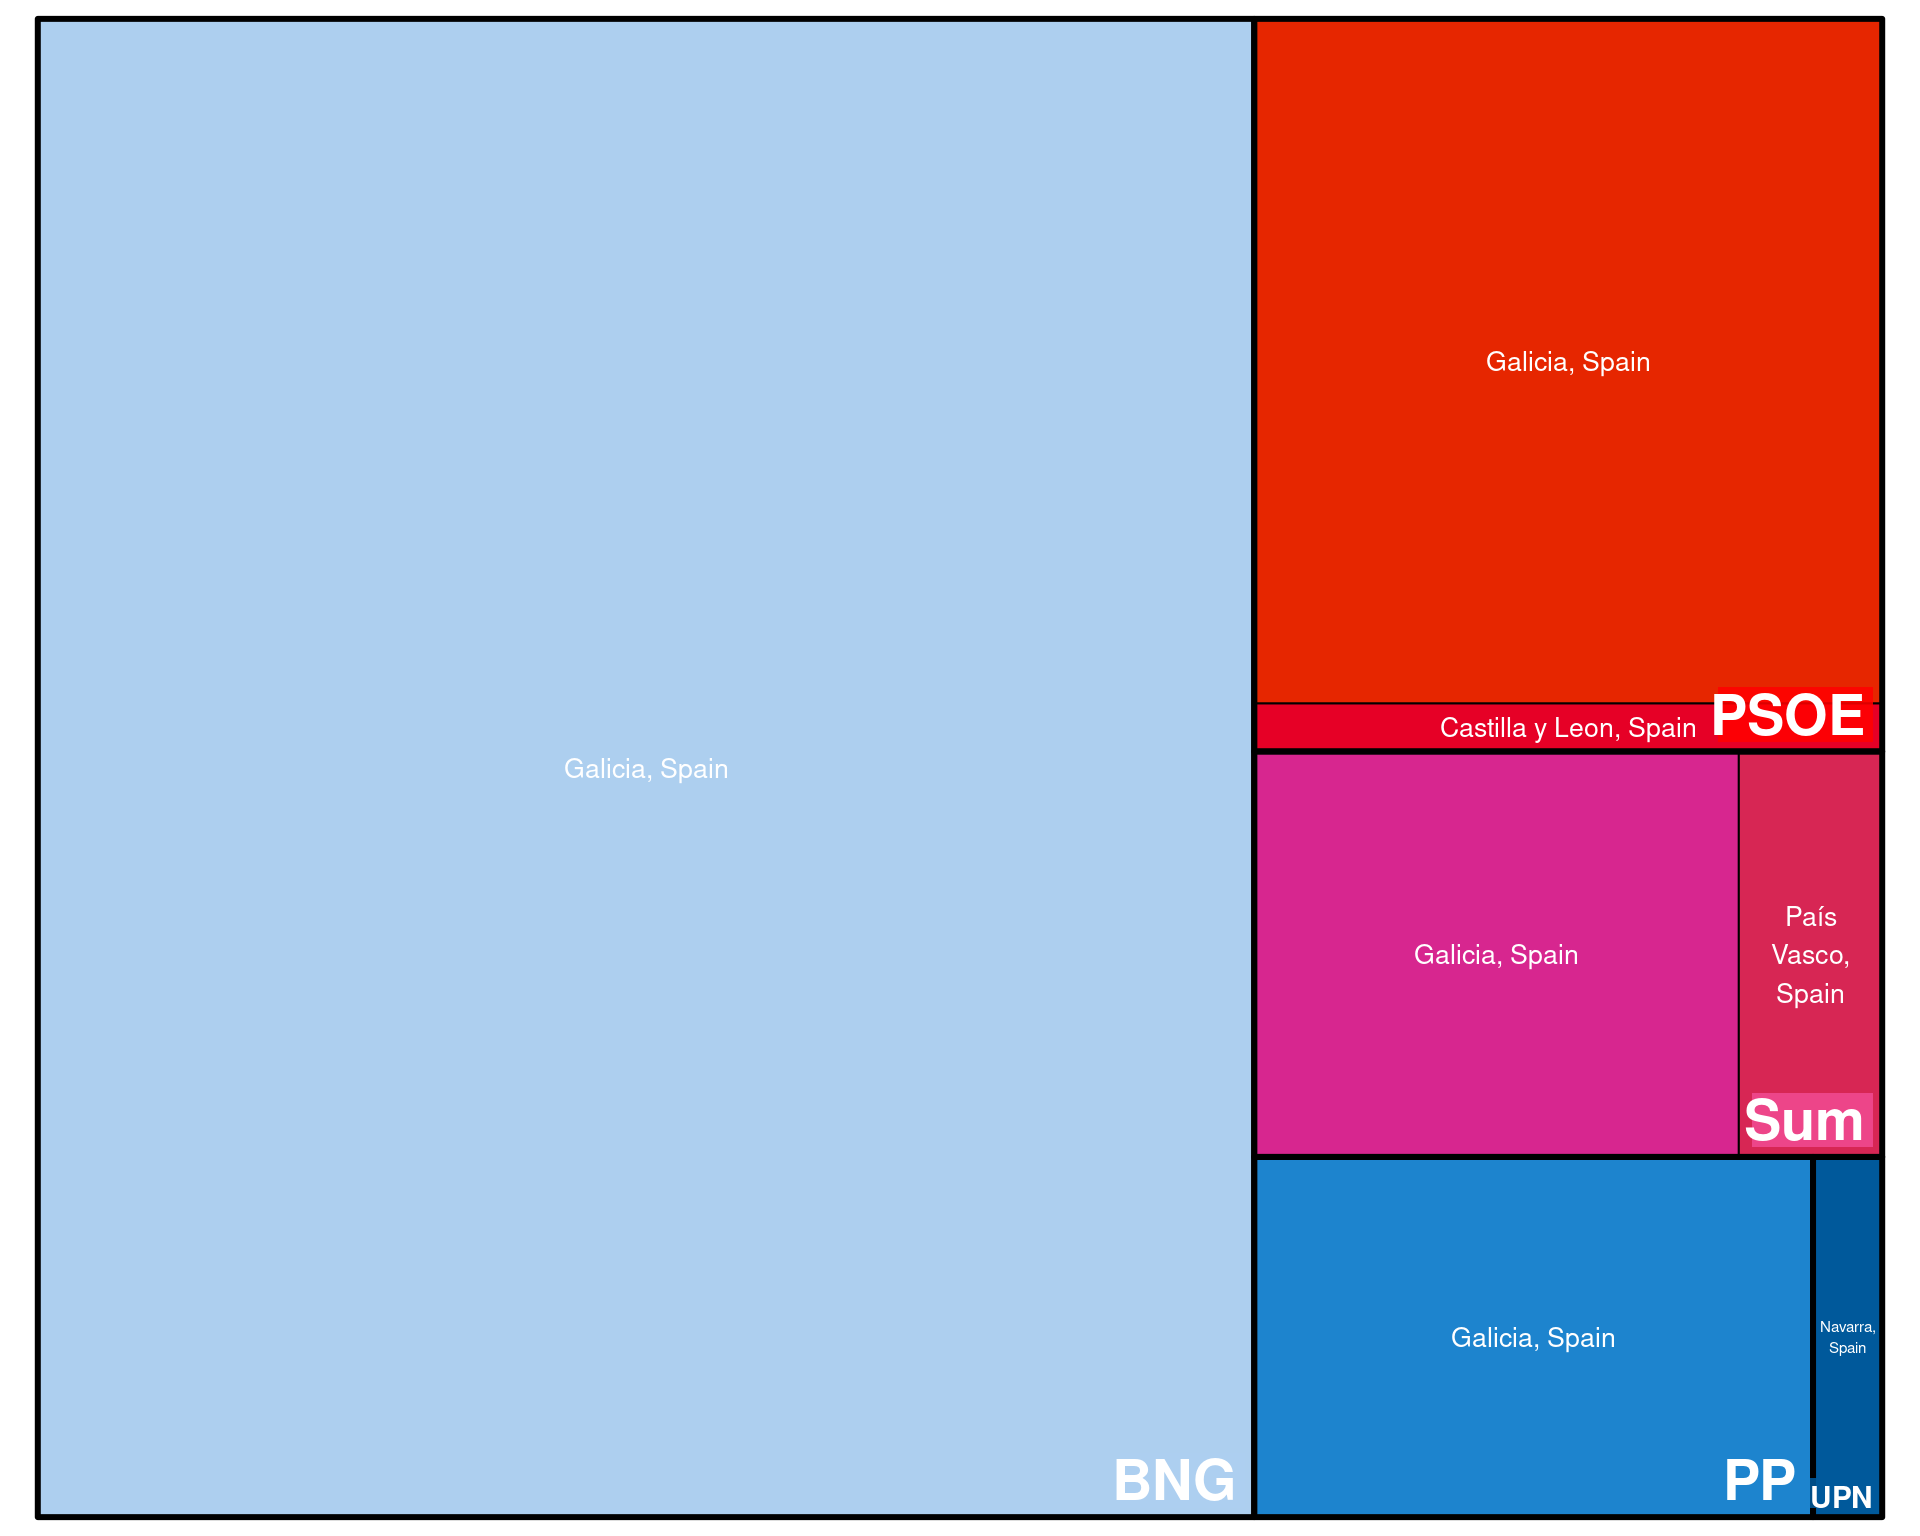 Galicia, Spain
BNG
Galicia, Spain
Castilla y Leon, Spain
PSOE
Galicia, Spain
País
Vasco,
Spain
Sum
Galicia, Spain
PP
Navarra,
Spain
UPN